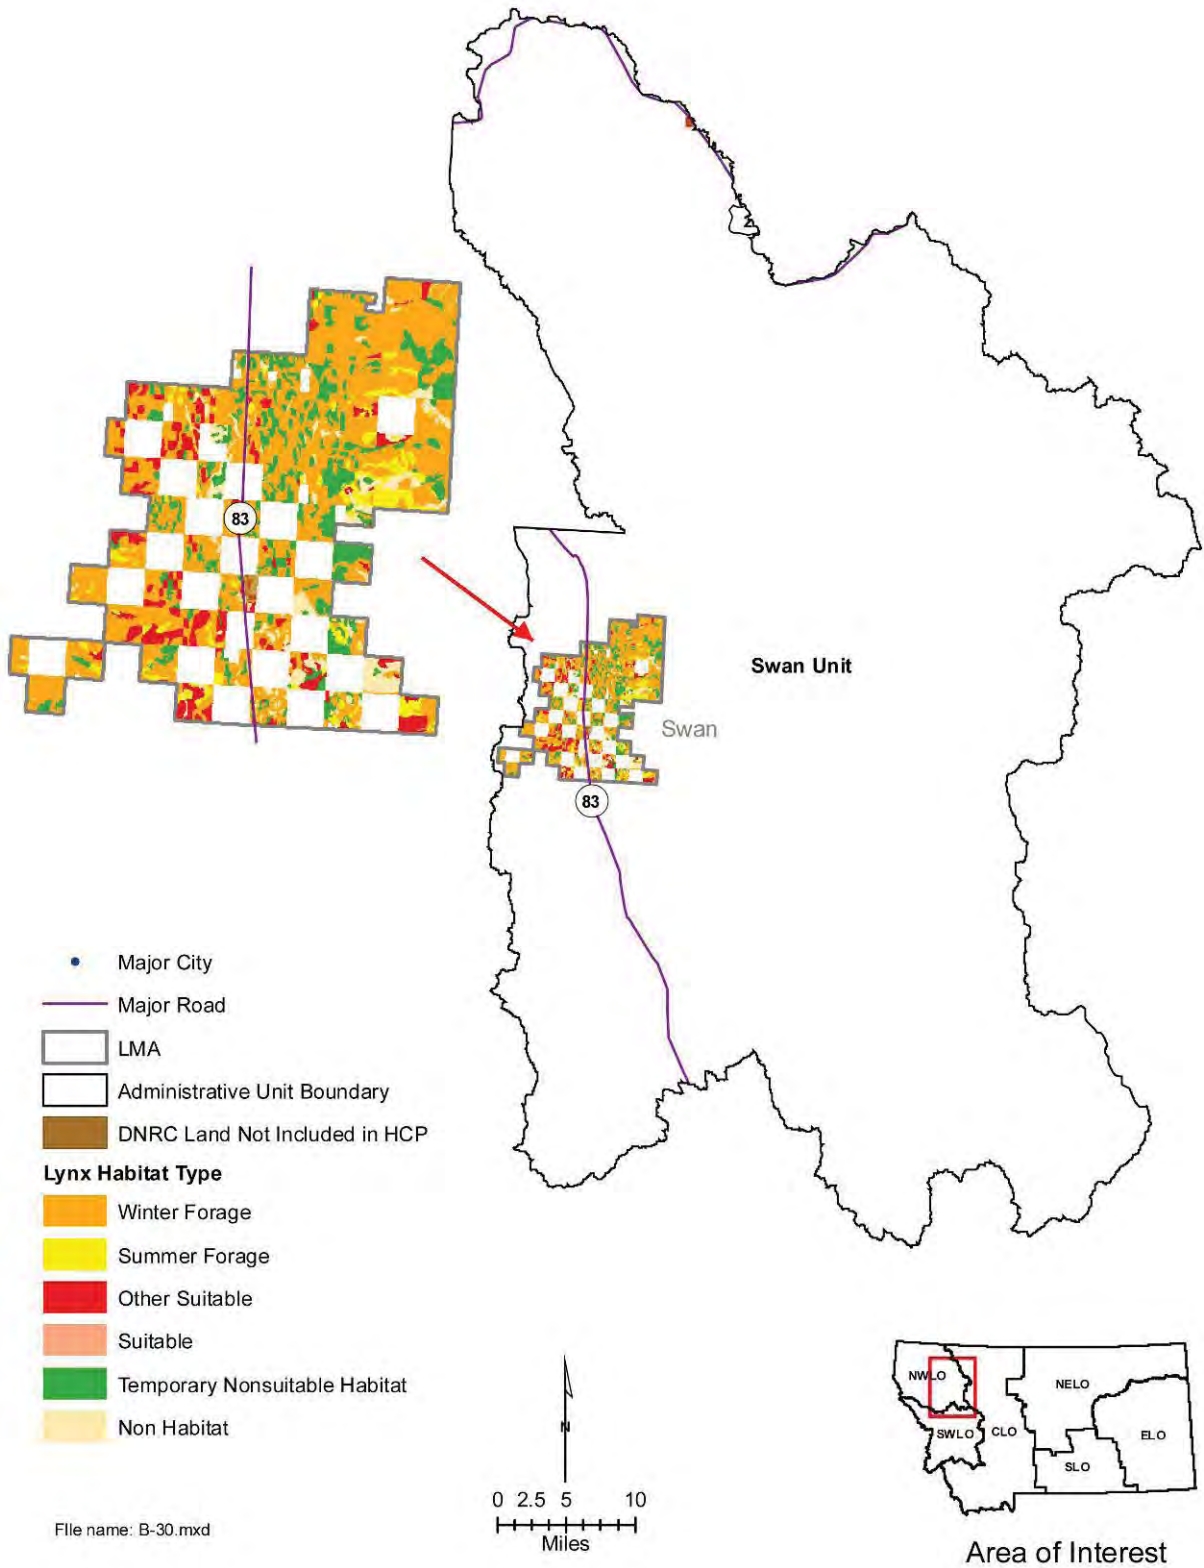 83
Swan Unit
Swan
83
Major City
Major Road
LMA
Administrative Unit Boundary
DNRC Land Not Included in HCP
Lynx Habitat Type
Winter Forage
Summer Forage
Other Suitable
Suitable
Temporary Nonsuitable Habitat
Non Habitat
N
0 2.5 5 10
Miles
NWLO
NELO
SWLO
CLO
ELO
SLO
File name: B-30.mxd
Area of Interest